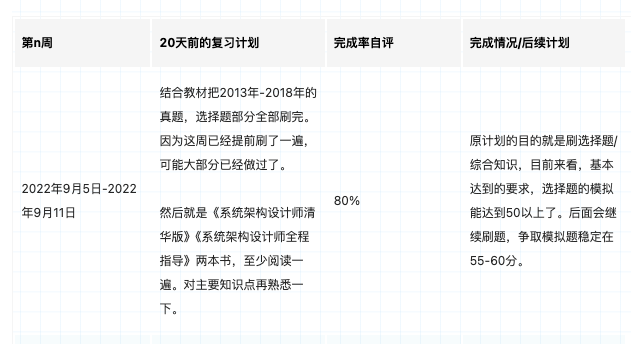 第n周
20天前的复习计划
完成率自评
完成情况/后续计划
2022年9月5日-2022
年9月11日
结合教材把2013年-2018年的
真题，选择题部分全部刷完。
因为这周已经提前刷了一遍，
可能大部分已经做过了。
然后就是《系统架构设计师清
华版》《系统架构设计师全程
指导》两本书，至少阅读一
遍。对主要知识点再熟悉一
下。
80%
原计划的目的就是刷选择题/
综合知识，目前来看，基本
达到的要求，选择题的模拟
能达到50以上了。后面会继
续刷题，争取模拟题稳定在
55-60分。